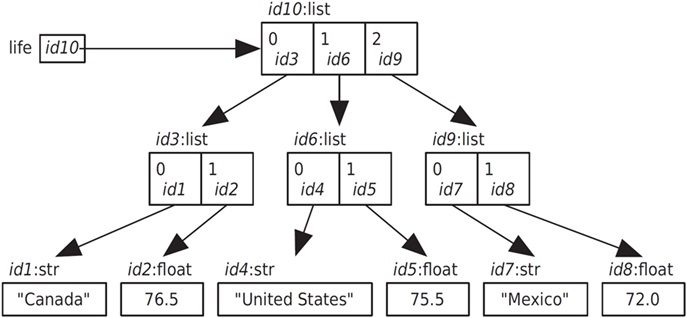 id10:list
life id10 0 1 2
id3 id6 id9
id3:list id6:list id9:list
0 1 0 1 0 1
id1 id2 id4 id5 id7 id8
id1:str id2:float id4:str id5:float id7:str id8:float
"Canada" 76.5 "United States" 75.5 "Mexico" 72.0